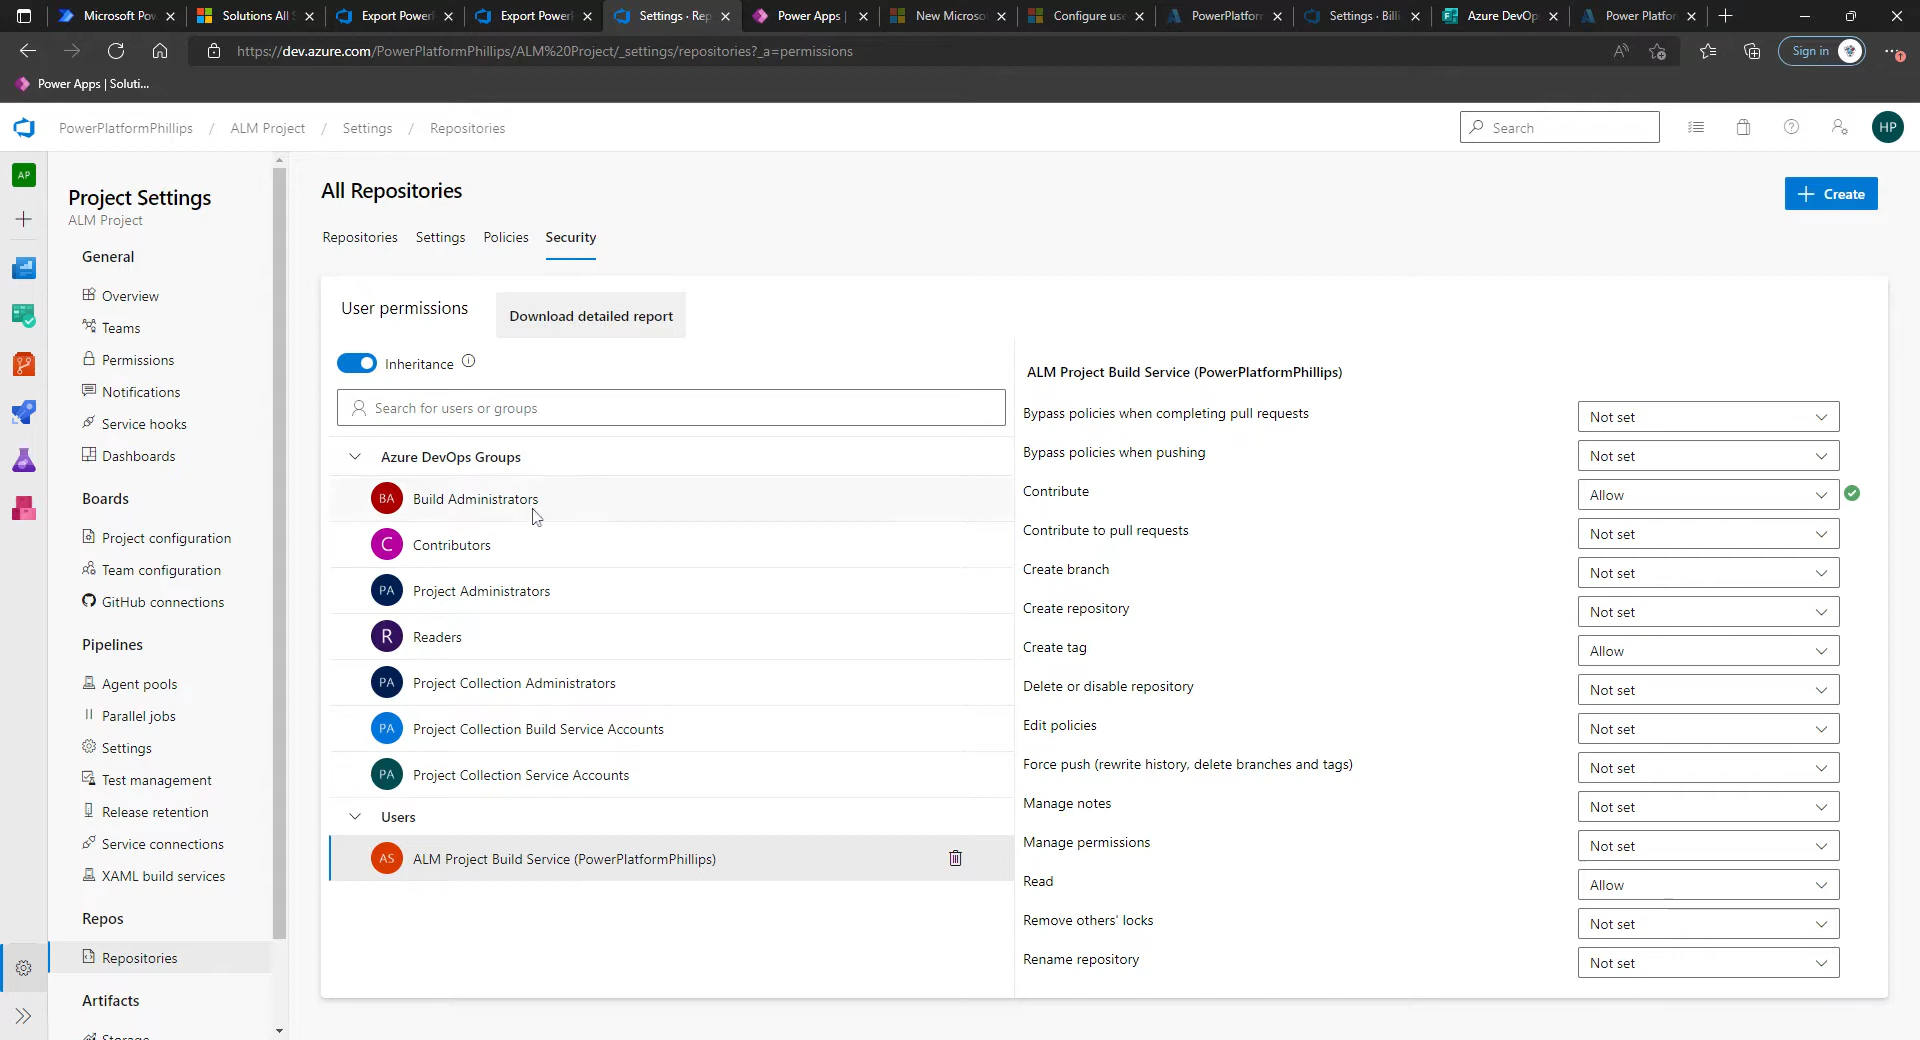 Microsoft Po
Solutions All S
Export PowerP
Export PowerP
Settings · Rep
Power Apps |
New Microso
Configure use
PowerPlatfor
Settings · Billi
Azure DevOp
Power Platfor
https://dev.azure.com/PowerPlatformPhillips/ALM%20Project/_settings/repositories?_a=permissions
Sign in
Power Apps | Soluti...
PowerPlatformPhillips / ALM Project / Settings / Repositories
Search
HP
AP
Project Settings
ALM Project
General
Overview
Teams
Permissions
Notifications
Service hooks
Dashboards
Boards
Project configuration
Team configuration
GitHub connections
Pipelines
Agent pools
Parallel jobs
Settings
Test management
Release retention
Service connections
XAML build services
Repos
Repositories
Artifacts
Storage
All Repositories
Create
Repositories Settings Policies Security
User permissions
Download detailed report
Inheritance
Search for users or groups
Azure DevOps Groups
BA Build Administrators
C Contributors
PA Project Administrators
R Readers
PA Project Collection Administrators
PA Project Collection Build Service Accounts
PA Project Collection Service Accounts
Users
AS ALM Project Build Service (PowerPlatformPhillips)
ALM Project Build Service (PowerPlatformPhillips)
Bypass policies when completing pull requests Not set
Bypass policies when pushing Not set
Contribute Allow
Contribute to pull requests Not set
Create branch Not set
Create repository Not set
Create tag Allow
Delete or disable repository Not set
Edit policies Not set
Force push (rewrite history, delete branches and tags) Not set
Manage notes Not set
Manage permissions Not set
Read Allow
Remove others' locks Not set
Rename repository Not set